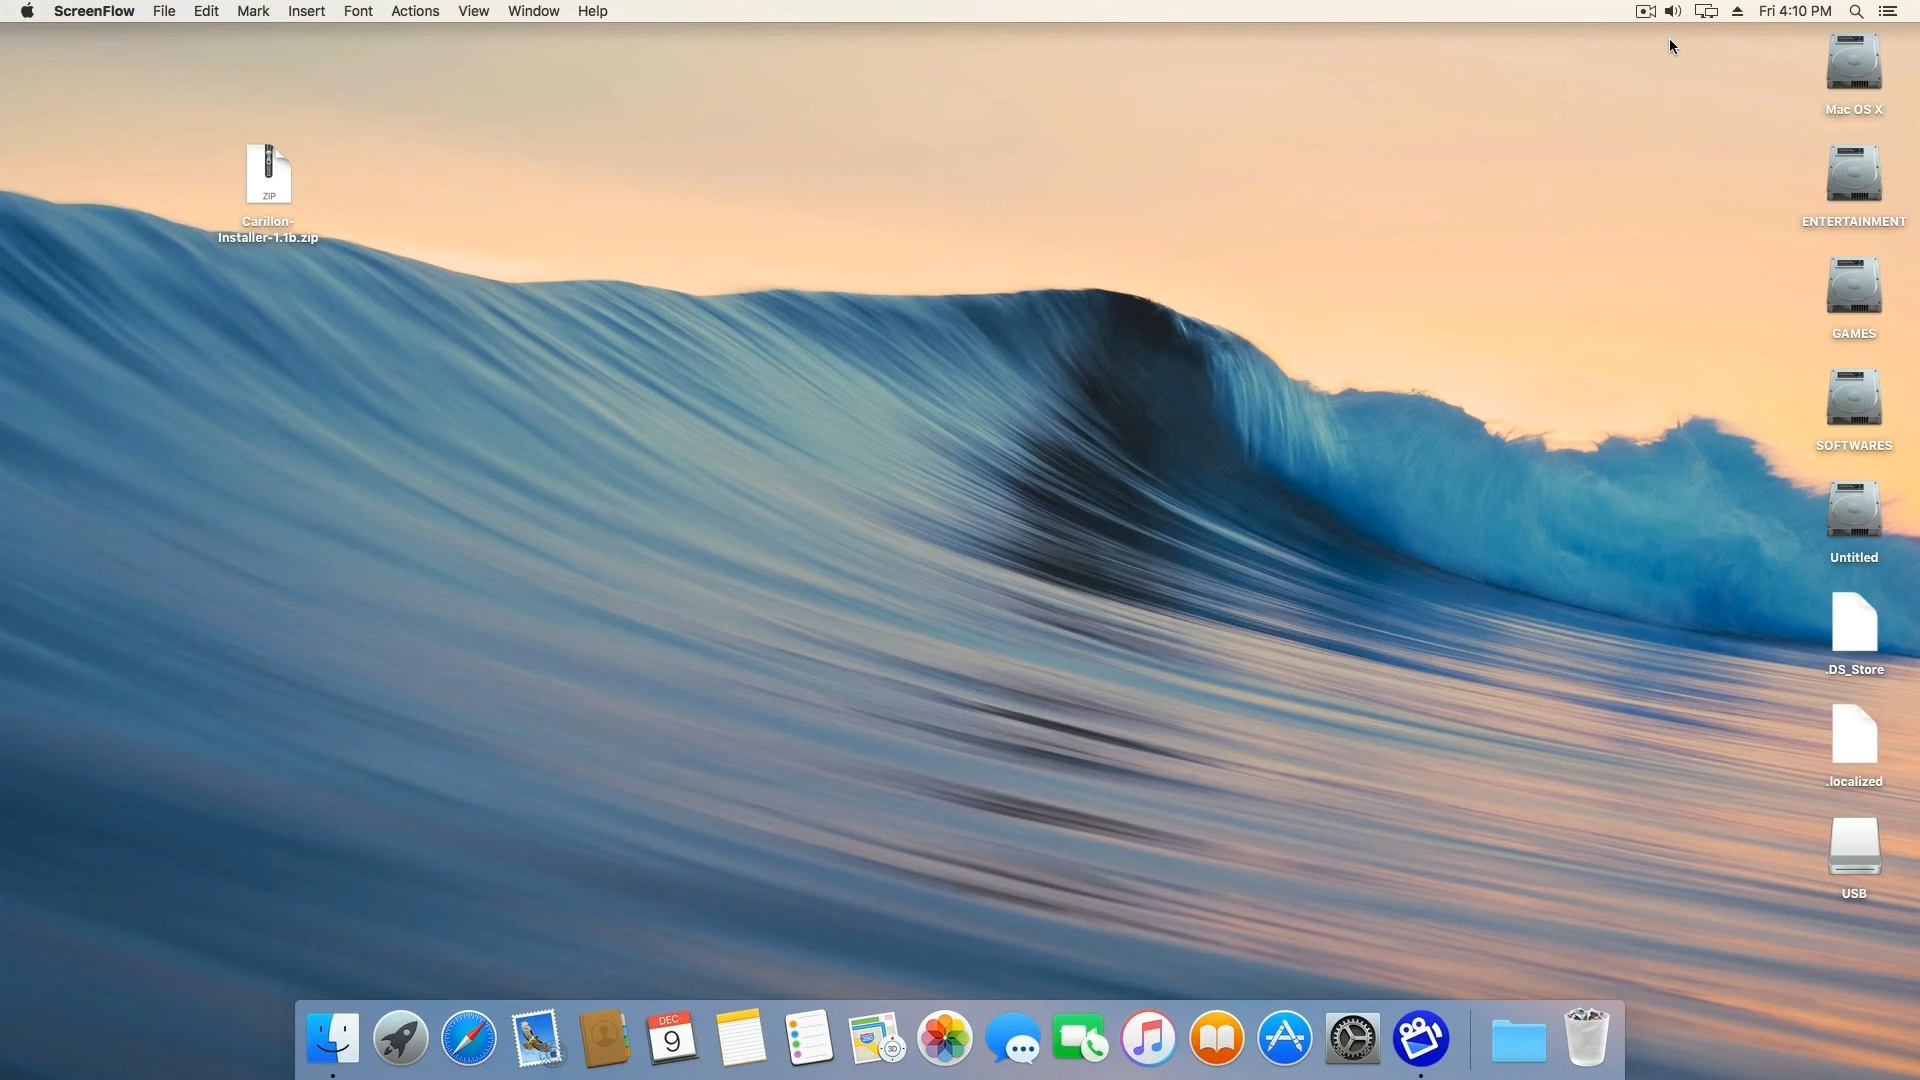 ScreenFlow File Edit Mark Insert Font Actions View Window Help Fri 4:10 PM
Mac OS X
ZIP
Carillon-
Installer-1.1b.zip
ENTERTAINMENT
GAMES
SOFTWARES
Untitled
.DS_Store
.localized
USB
DEC
9
3D